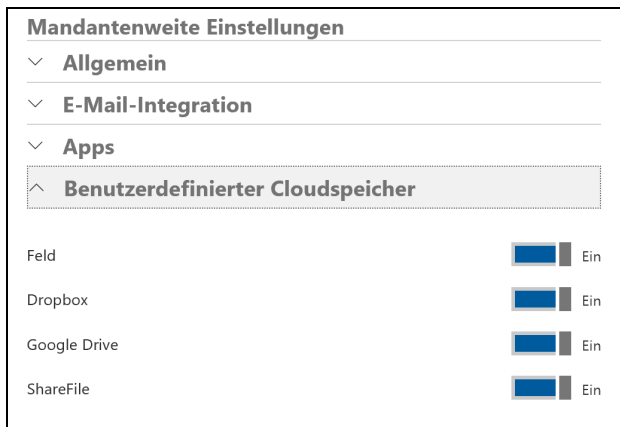 Mandantenweite Einstellungen
Allgemein
E-Mail-Integration
Apps
Benutzerdefinierter Cloudspeicher
Feld Ein
Dropbox Ein
Google Drive Ein
ShareFile Ein